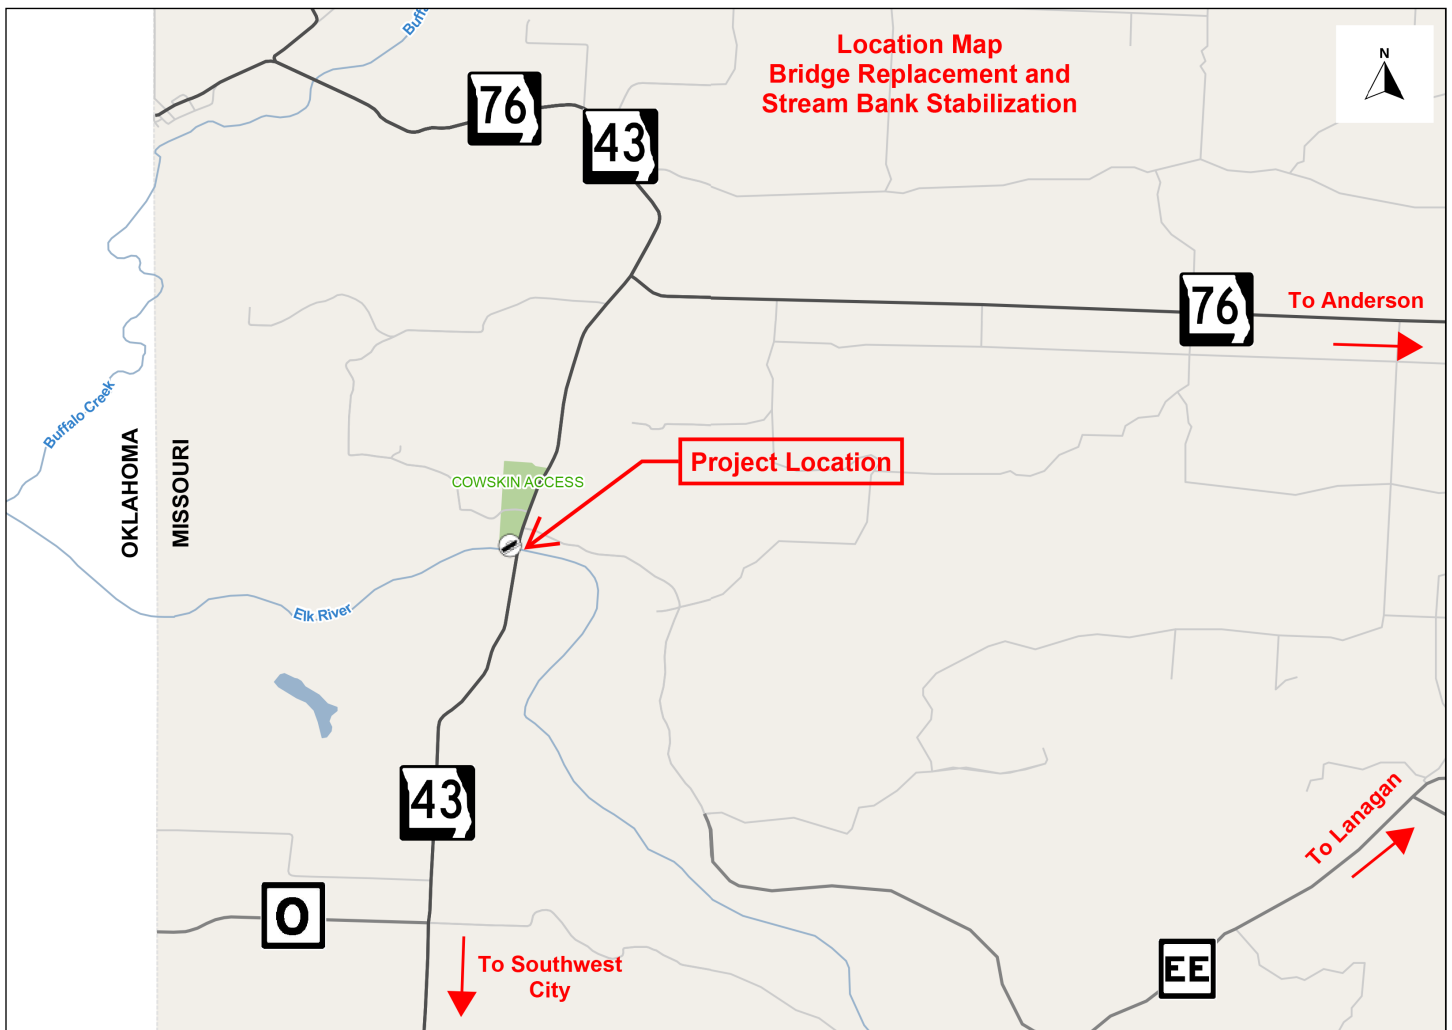 Buff
Location Map
Bridge Replacement and
Stream Bank Stabilization
N
76
43
76
To Anderson
Buffalo Creek
OKLAHOMA
MISSOURI
Project Location
COWSKIN ACCESS
Elk River
43
To Lanagan
O
To Southwest
City
EE